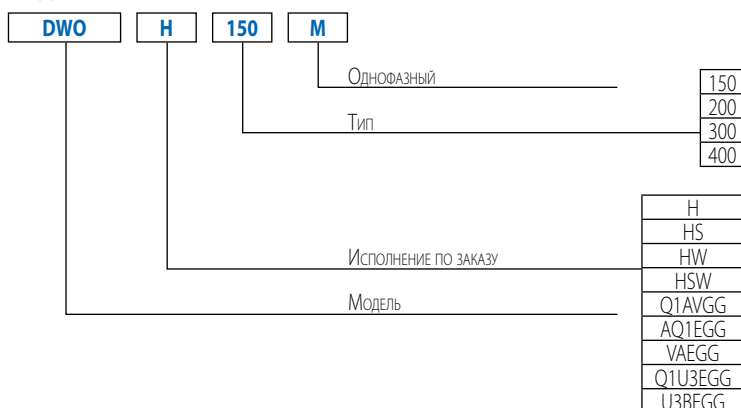 DWO H 150 M
Однофазный
150
Тип
200
300
400
Исполнение по заказу
H
HS
HW
HSW
Модель
Q1AVGG
AQ1EGG
VAEGG
Q1U3EGG
U3BEGG